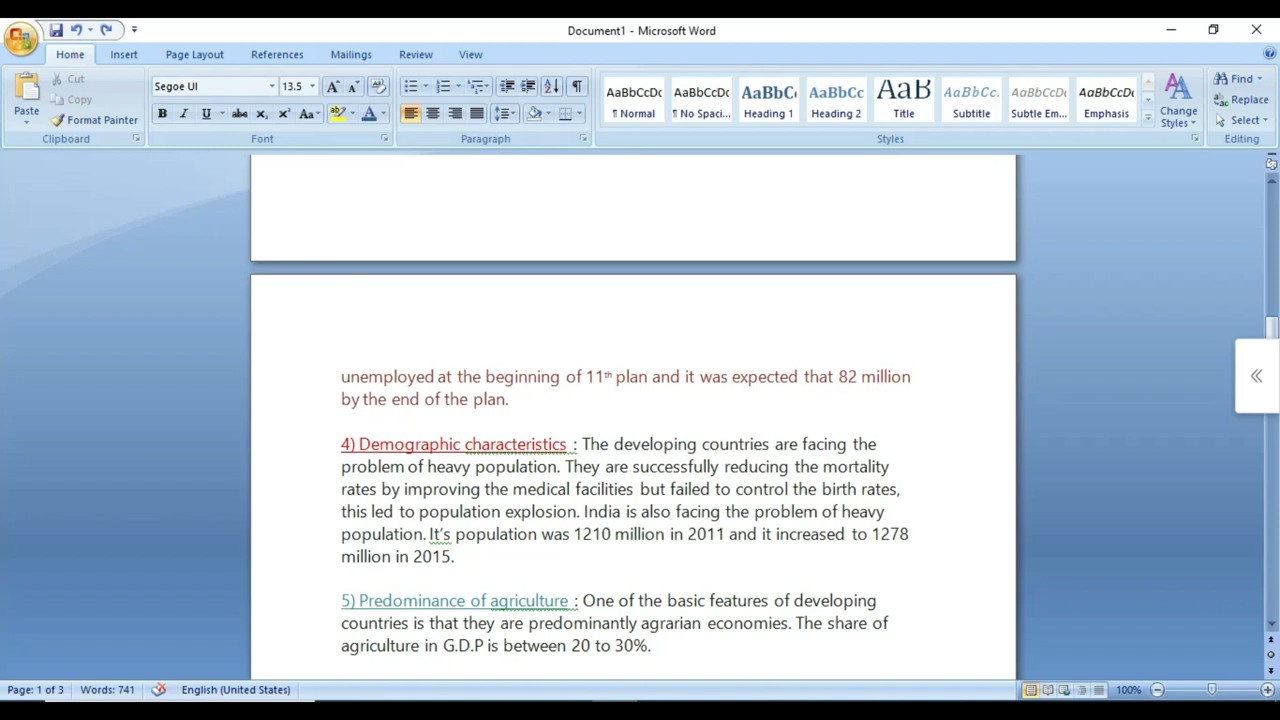 Document1 - Microsoft Word
Home Insert Page Layout References Mailings Review View
Paste
Cut
Copy
Format Painter
Clipboard
Segoe UI 13.5
Font
Paragraph
AaBbCcDc AaBbCcDc AaBbCc AaBbCc AaB AaBbCc. AaBbCcDc AaBbCcDc
¶ Normal ¶ No Spaci... Heading 1 Heading 2 Title Subtitle Subtle Em... Emphasis
Change Styles
Styles
Find
Replace
Select
Editing
unemployed at the beginning of 11th plan and it was expected that 82 million
by the end of the plan.
4) Demographic characteristics : The developing countries are facing the
problem of heavy population. They are successfully reducing the mortality
rates by improving the medical facilities but failed to control the birth rates,
this led to population explosion. India is also facing the problem of heavy
population. It's population was 1210 million in 2011 and it increased to 1278
million in 2015.
5) Predominance of agriculture : One of the basic features of developing
countries is that they are predominantly agrarian economies. The share of
agriculture in G.D.P is between 20 to 30%.
Page: 1 of 3 Words: 741 English (United States) 100%